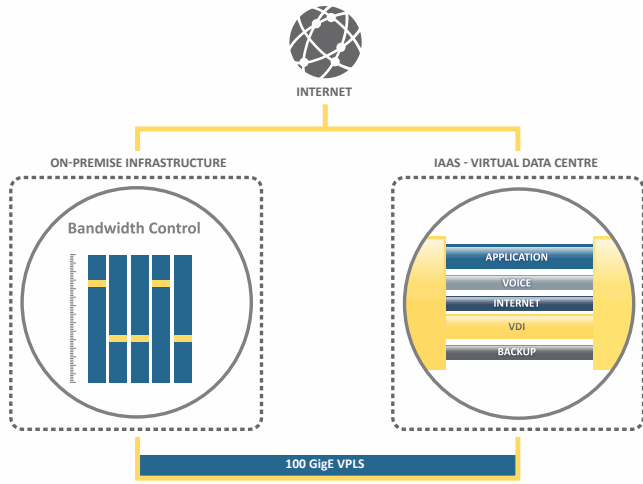 INTERNET
ON-PREMISE INFRASTRUCTURE
IAAS - VIRTUAL DATA CENTRE
Bandwidth Control
APPLICATION
VOICE
INTERNET
VDI
BACKUP
100 GigE VPLS